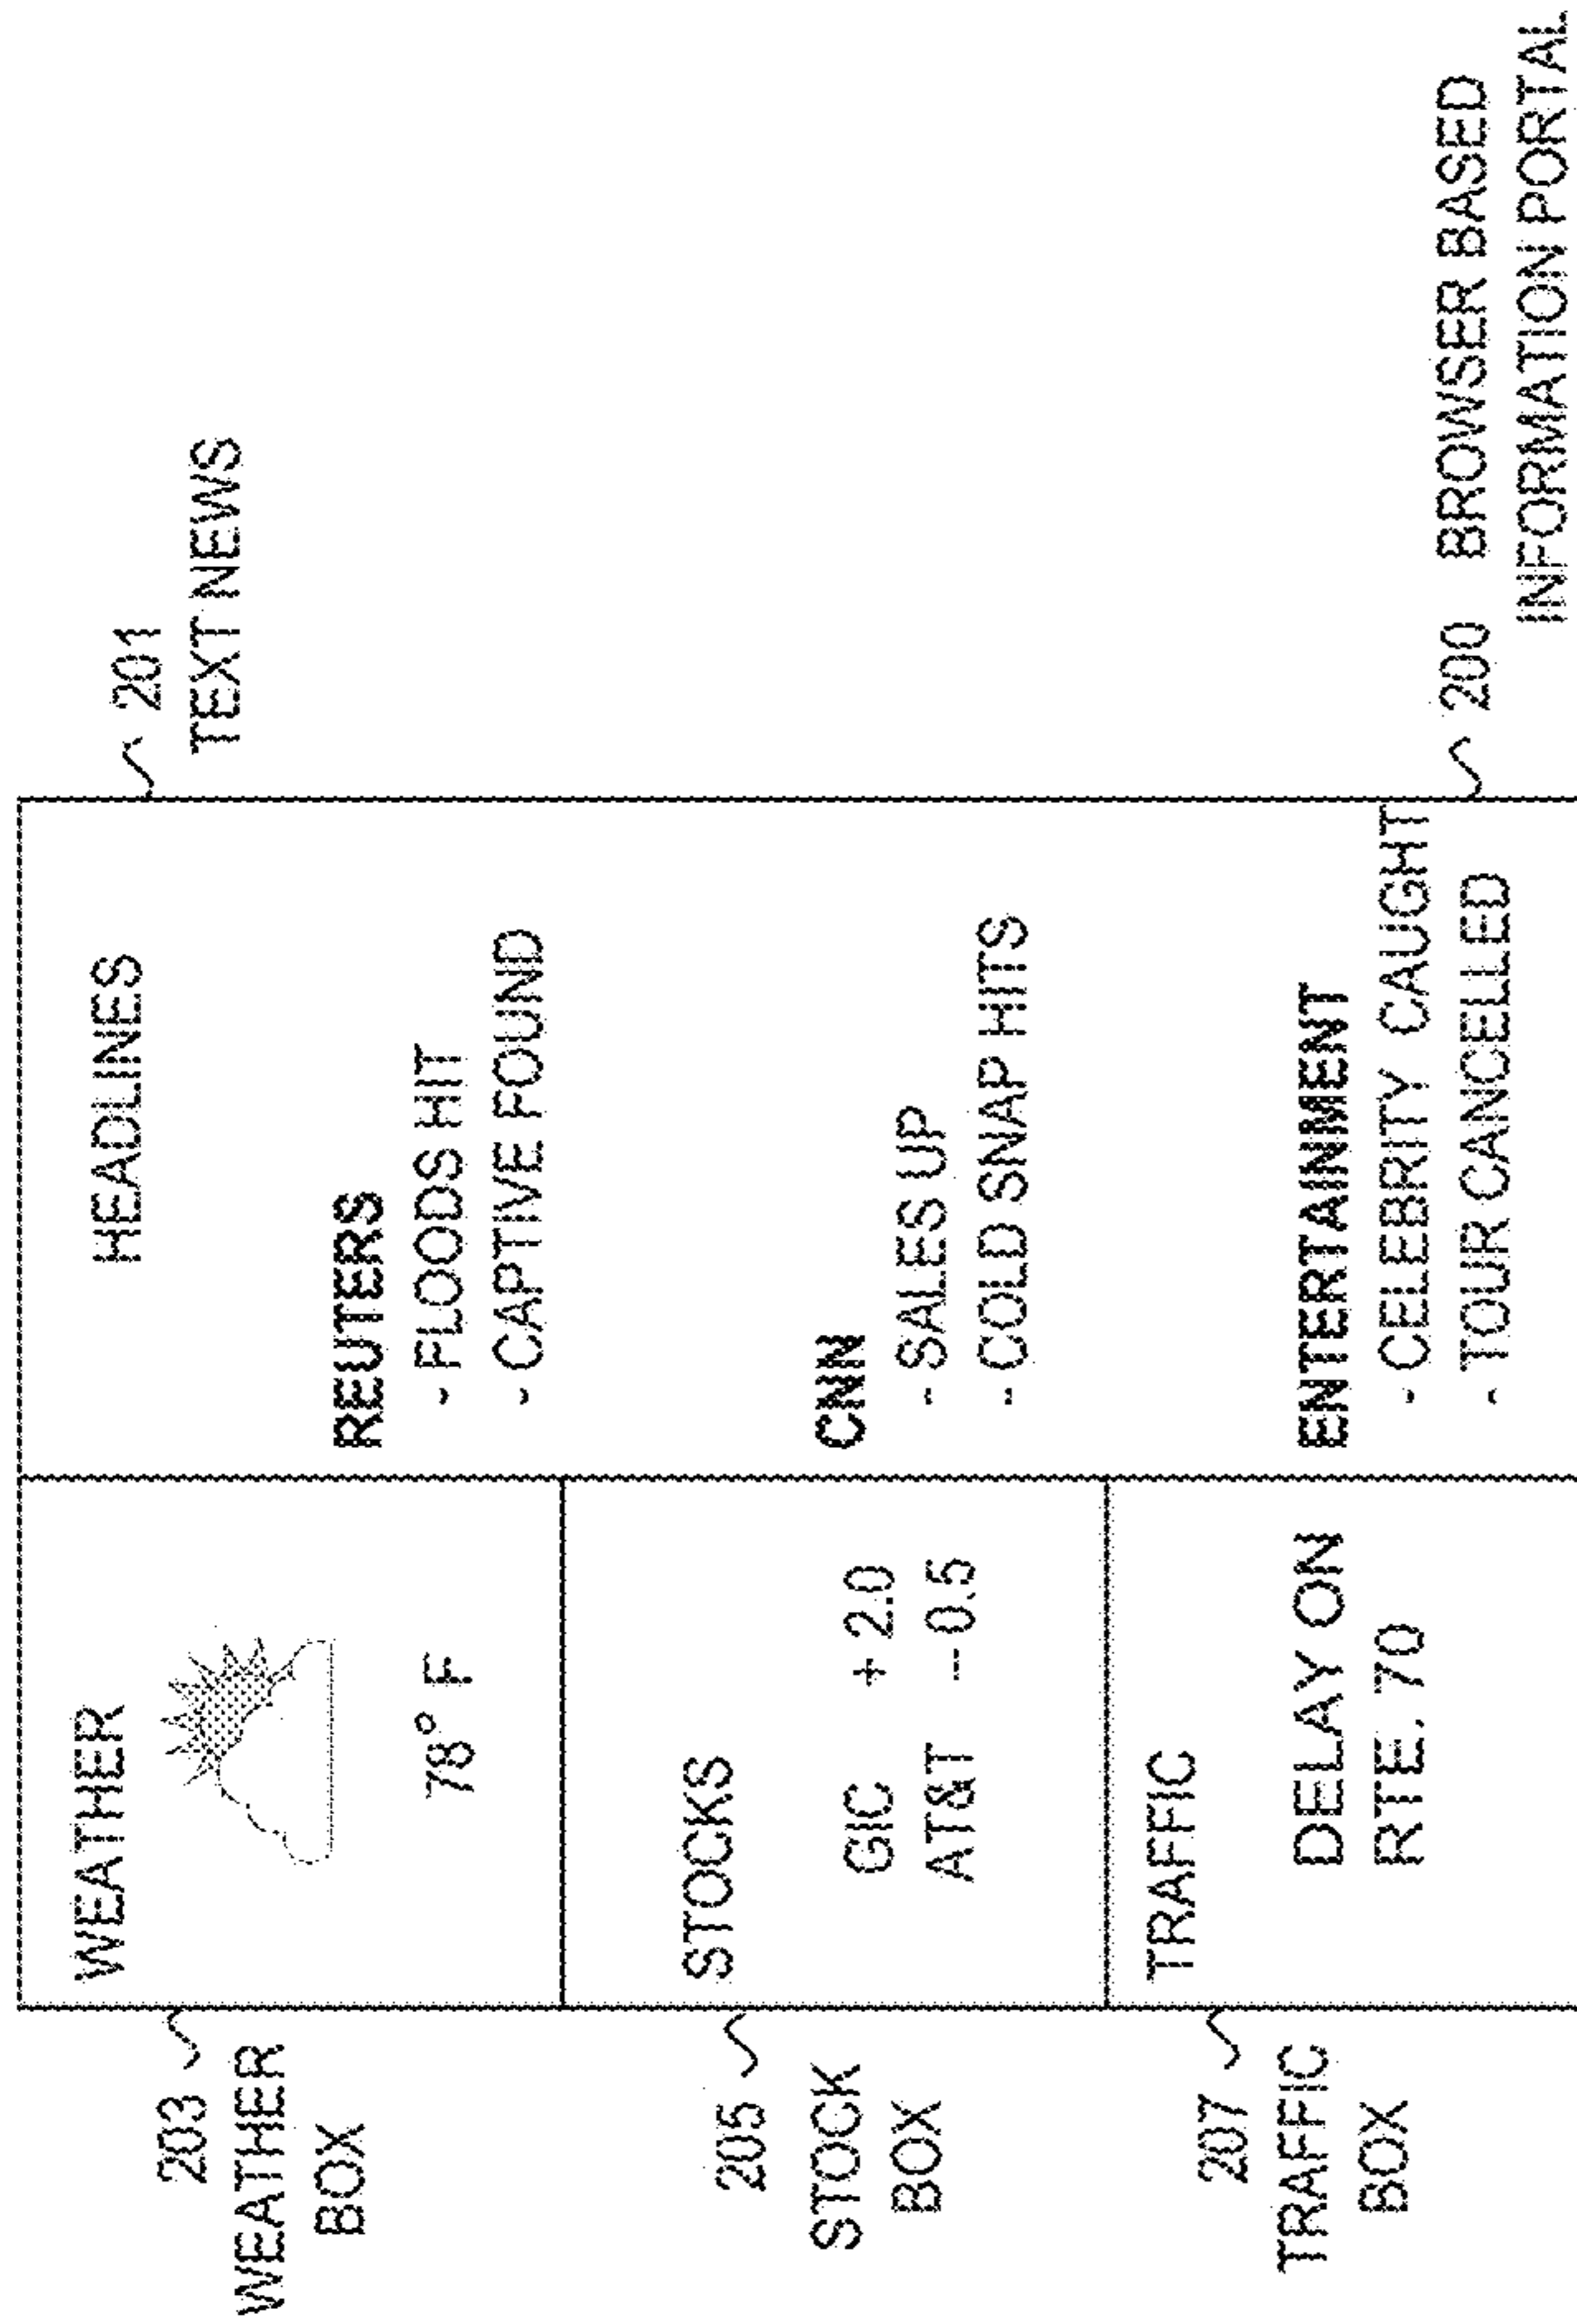 203
WEATHER
BOX
205
STOCK
BOX
207
TRAFFIC
BOX
WEATHER
78° F
STOCKS
GIC + 2.0
AT&T - 0.5
TRAFFIC
DELAY ON
RTE. 70
HEADLINES
REUTERS
- FLOODS HIT
- CAPTIVE FOUND
CNN
- SALES UP
- COLD SNAP HITS
ENTERTAINMENT
- CELEBRITY CAUGHT
- TOUR CANCELLED
201
TEXT NEWS
200 BROWSER BASED
INFORMATION PORTAL